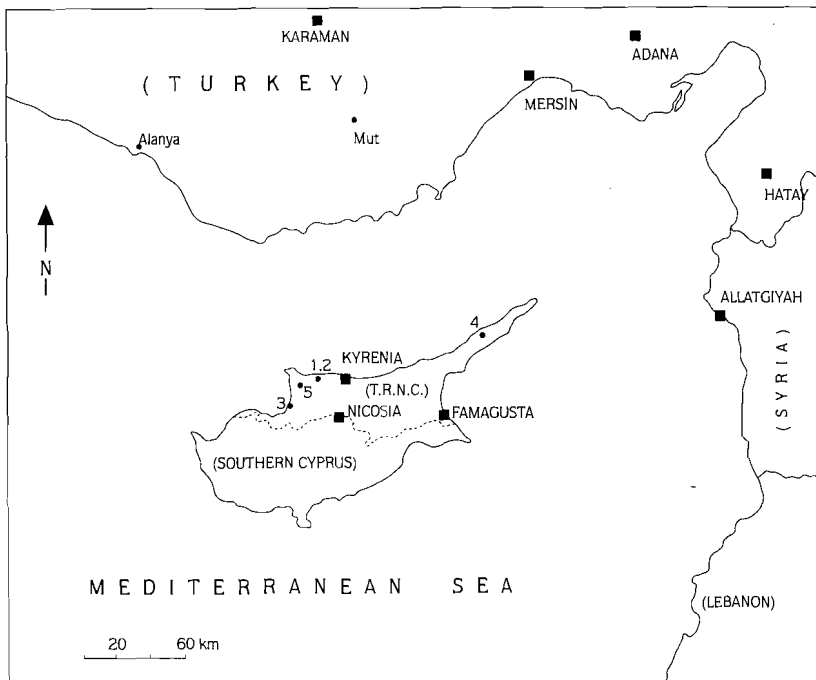 KARAMAN
ADANA
( T U R K E Y )
MERSİN
Alanya
Mut
HATAY
N
ALLATGIYAH
4
1.2
KYRENIA
5
(T.R.N.C.)
3
NICOSIA
FAMAGUSTA
(SYRIA)
(SOUTHERN CYPRUS)
MEDITERRANEAN SEA
(LEBANON)
20 60 km